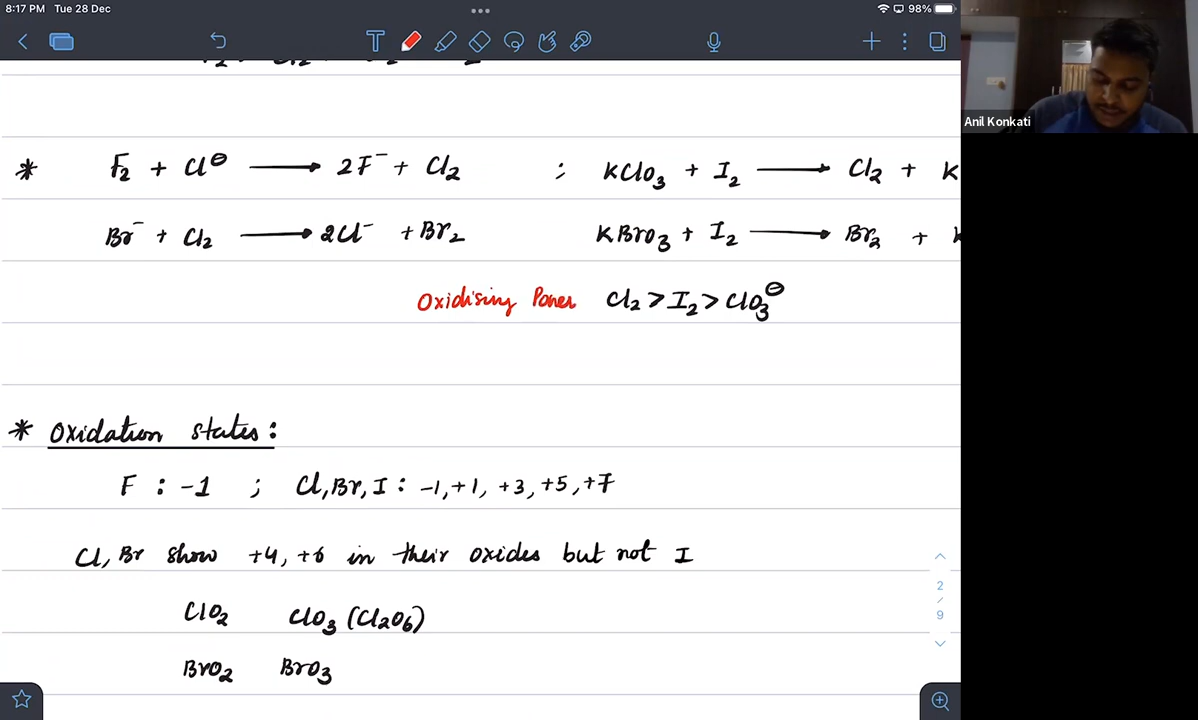 8:17 PM Tue 28 Dec
98%
Anil Konkati
* F₂ + Cl⊖ ⟶ 2F⁻ + Cl₂ ; KClO₃ + I₂ ⟶ Cl₂ + K
Br⁻ + Cl₂ ⟶ 2Cl⁻ + Br₂ KBrO₃ + I₂ ⟶ Br₂ +
Oxidising Power Cl₂ > I₂ > ClO₃⊖
* Oxidation states :
F : -1 ; Cl, Br, I : -1, +1, +3, +5, +7
Cl, Br show +4, +6 in their oxides but not I
ClO₂ ClO₃ (Cl₂O₆)
BrO₂ BrO₃
2
/
9